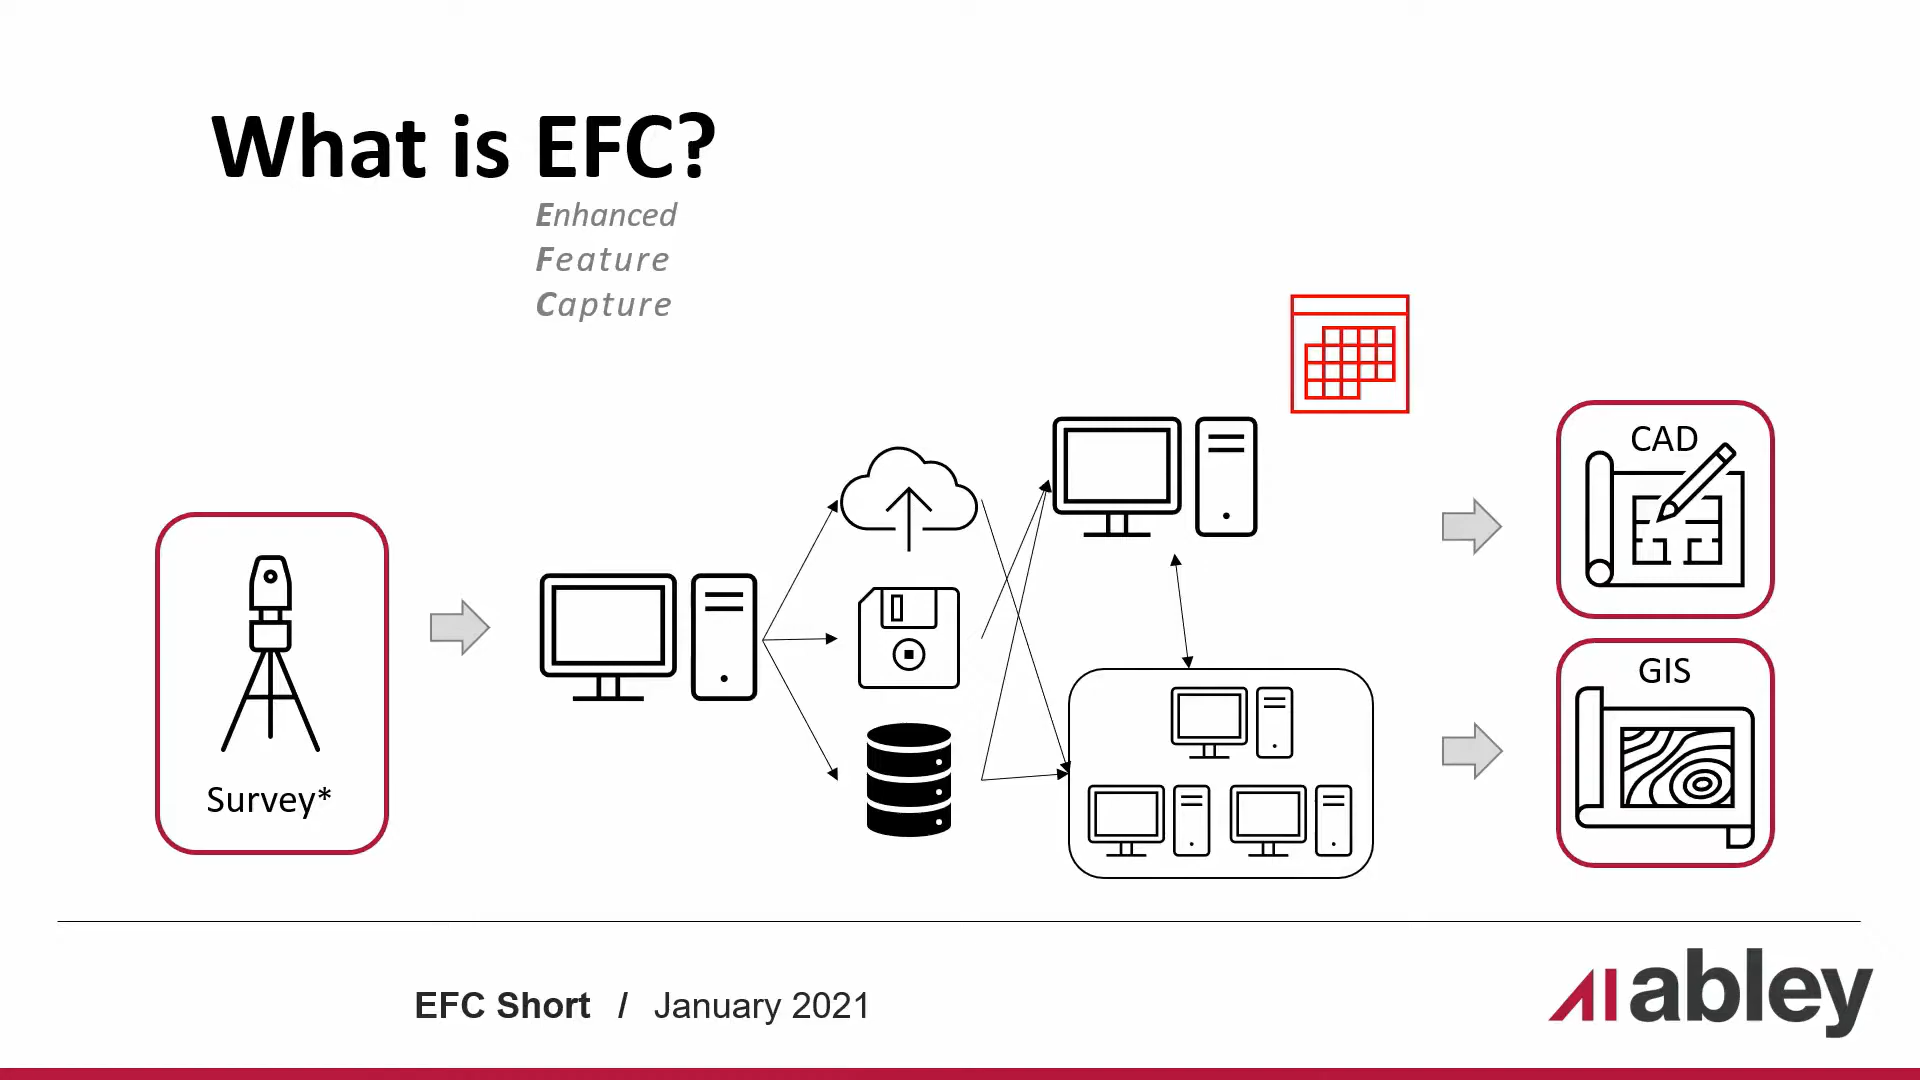 What is EFC?
Enhanced
Feature
Capture
CAD
GIS
Survey*
EFC Short / January 2021
abley